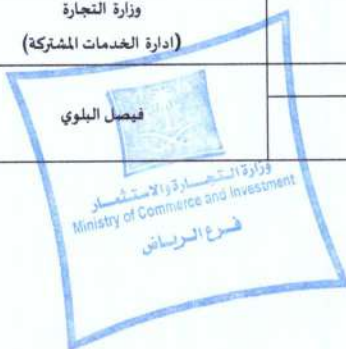 وزارة التجارة
(ادارة الخدمات المشتركة)
فيصل البلوي
وزارة التجارة والاستثمار
Ministry of Commerce and Investment
فرع الرياض